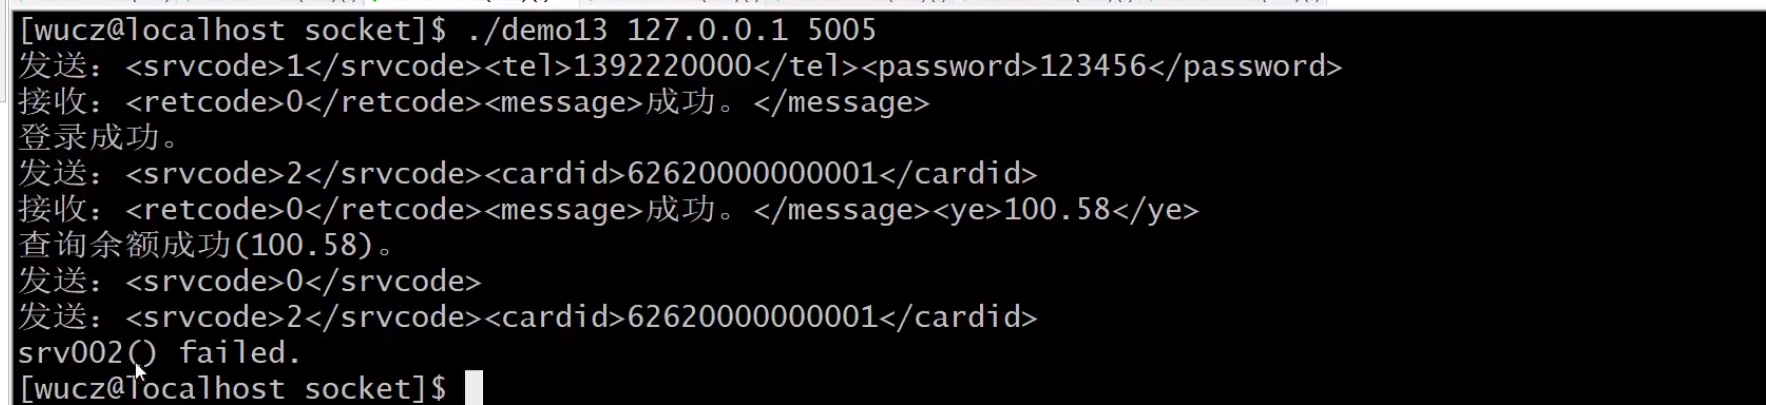 [wucz@localhost socket]$ ./demo13 127.0.0.1 5005
发送：<srvcode>1</srvcode><tel>1392220000</tel><password>123456</password>
接收：<retcode>0</retcode><message>成功。</message>
登录成功。
发送：<srvcode>2</srvcode><cardid>62620000000001</cardid>
接收：<retcode>0</retcode><message>成功。</message><ye>100.58</ye>
查询余额成功(100.58)。
发送：<srvcode>0</srvcode>
发送：<srvcode>2</srvcode><cardid>62620000000001</cardid>
srv002() failed.
[wucz@localhost socket]$